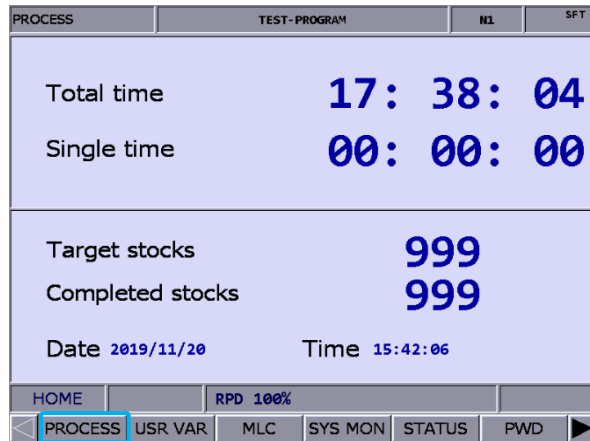 PROCESS TEST-PROGRAM N1 SFT
Total time 17: 38: 04
Single time 00: 00: 00
Target stocks 999
Completed stocks 999
Date 2019/11/20 Time 15:42:06
HOME RPD 100%
PROCESS USR VAR MLC SYS MON STATUS PWD